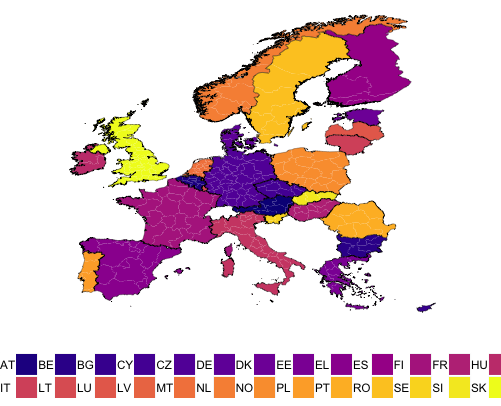 AT BE BG CY CZ DE DK EE EL ES FI FR HU
IT LT LU LV MT NL NO PL PT RO SE SI SK